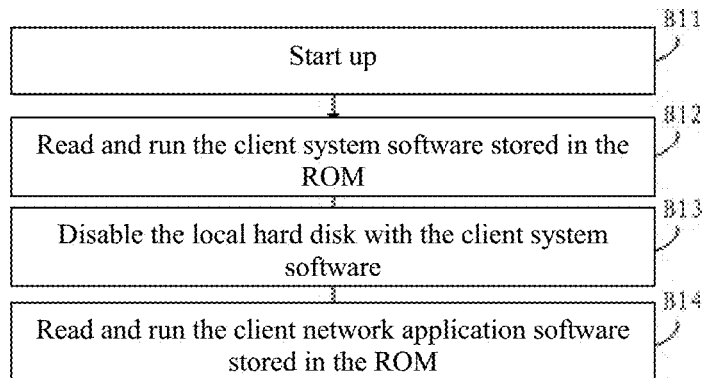 B11
Start up
B12
Read and run the client system software stored in the
ROM
B13
Disable the local hard disk with the client system
software
B14
Read and run the client network application software
stored in the ROM